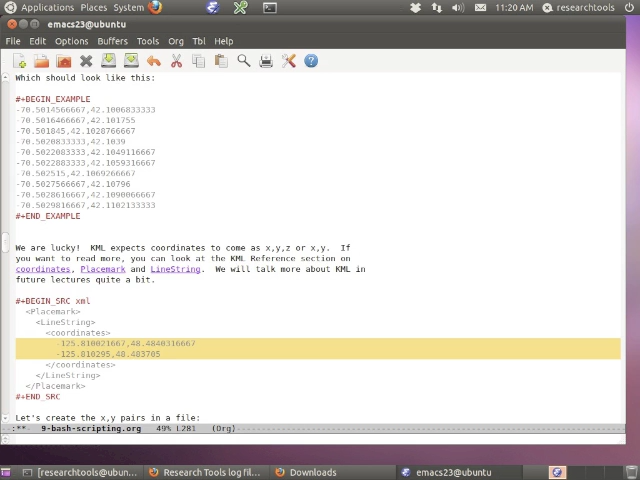 Applications Places System
11:20 AM
researchtools
emacs23@ubuntu
File Edit Options Buffers Tools Org Tbl Help
Which should look like this:
#+BEGIN_EXAMPLE
-70.5014566667,42.1006833333
-70.5016466667,42.101755
-70.501845,42.1028766667
-70.5020833333,42.1039
-70.5022083333,42.1049116667
-70.5022883333,42.1059316667
-70.502515,42.1069266667
-70.5027566667,42.10796
-70.5028616667,42.1090066667
-70.5029816667,42.1102133333
#+END_EXAMPLE
We are lucky!  KML expects coordinates to come as x,y,z or x,y.  If
you want to read more, you can look at the KML Reference section on
coordinates, Placemark and LineString.  We will talk more about KML in
future lectures quite a bit.
#+BEGIN_SRC xml
<Placemark>
<LineString>
<coordinates>
-125.810021667,48.4840316667
-125.810295,48.483705
</coordinates>
</LineString>
</Placemark>
#+END_SRC
Let's create the x,y pairs in a file:
--:**-  9-bash-scripting.org   49% L281   (Org)
[researchtools@ubun...
Research Tools log fil...
Downloads
emacs23@ubuntu